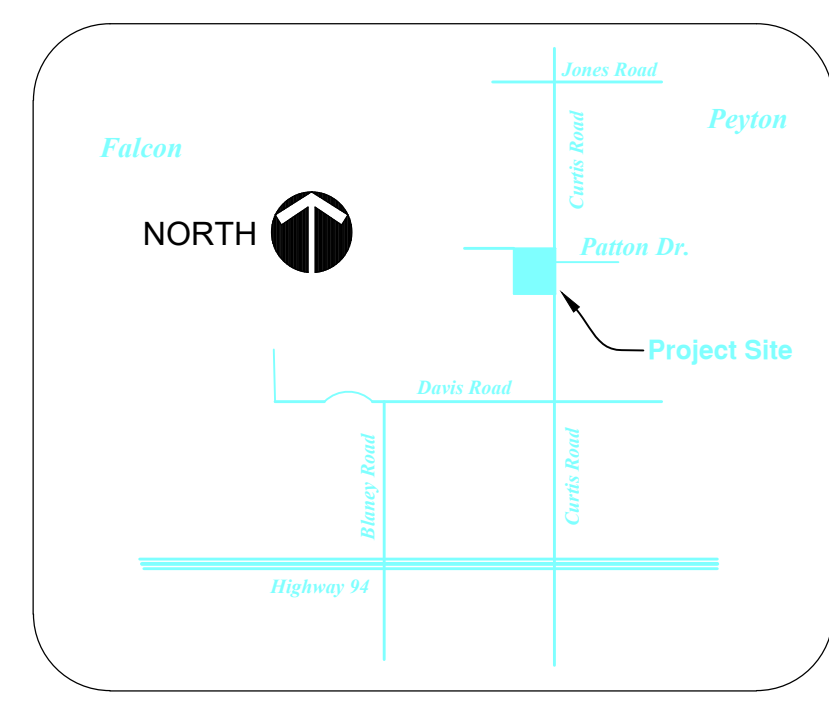 Jones Road
Peyton
Falcon
Curtis Road
NORTH
Patton Dr.
Project Site
Davis Road
Blaney Road
Curtis Road
Highway 94